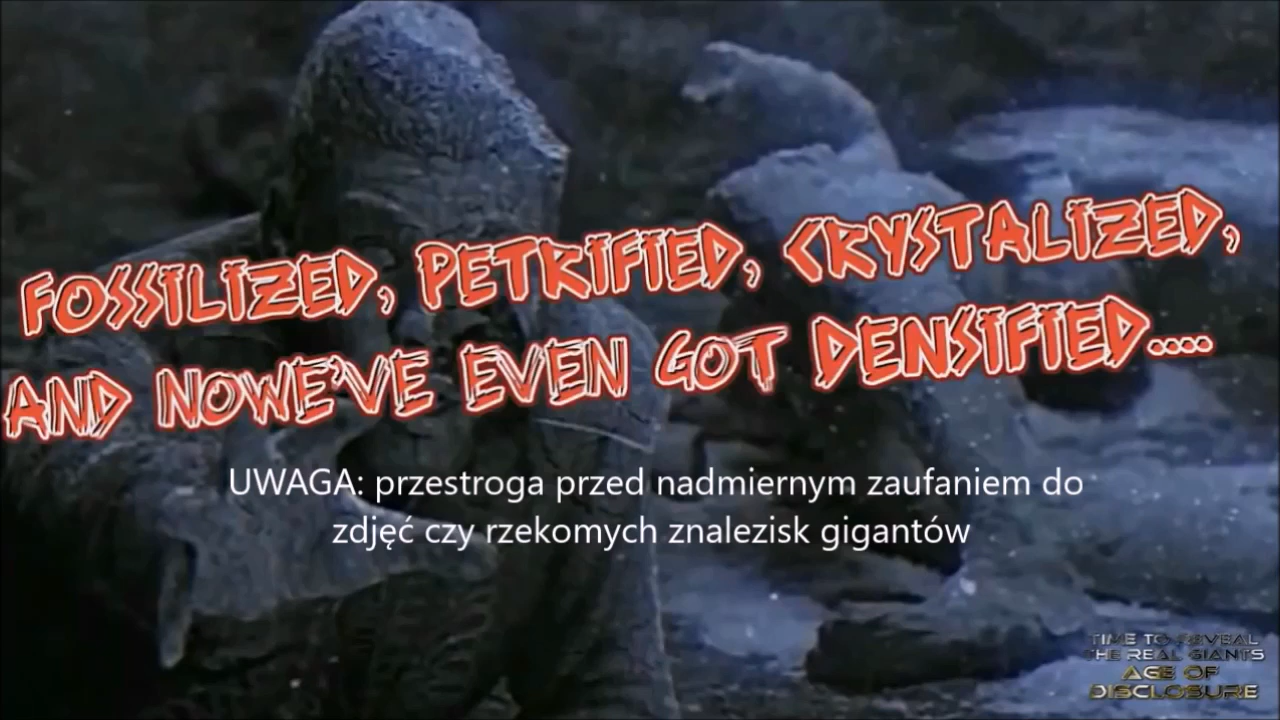 FOSSILIZED, PETRIFIED, CRYSTALIZED,
AND NOWE'VE EVEN GOT DENSIFIED....
UWAGA: przestroga przed nadmiernym zaufaniem do
zdjęć czy rzekomych znalezisk gigantów
TIME TO REVEAL
THE REAL GIANTS
AGE OF
DISCLOSURE